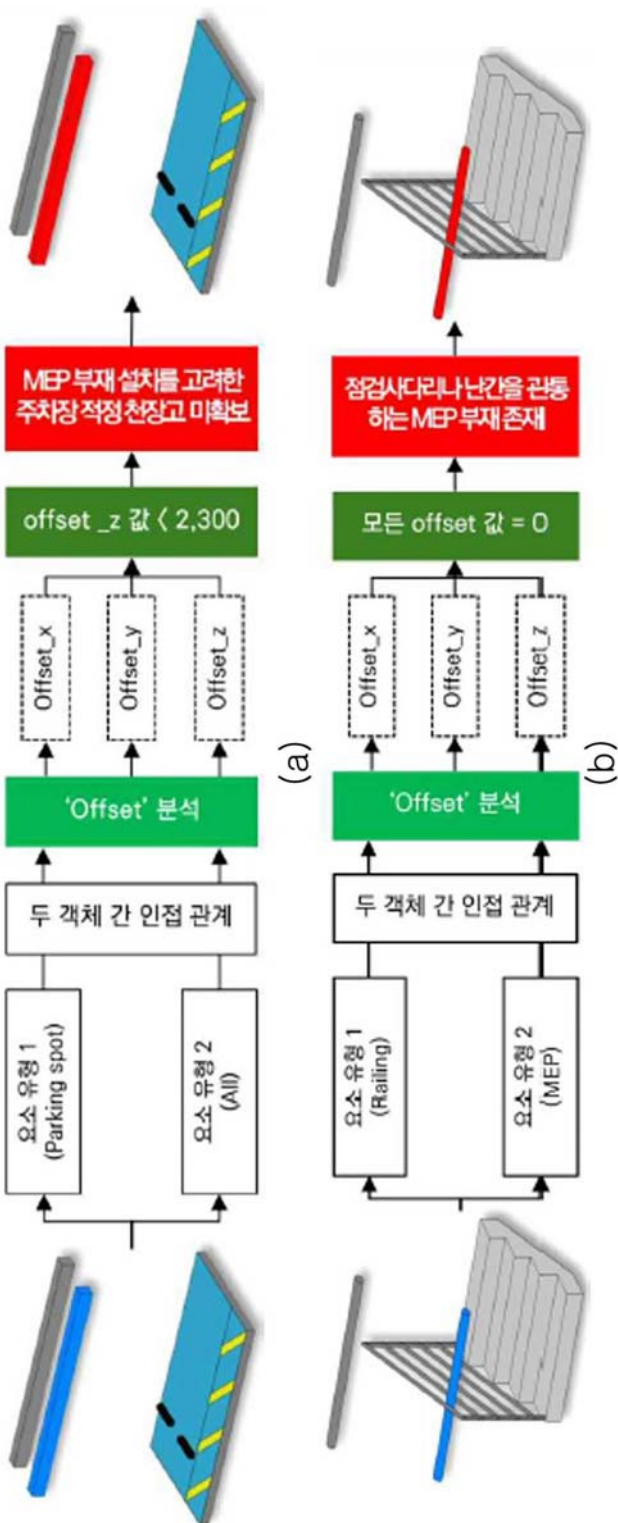 요소 유형 1
(Parking spot)
요소 유형 2
(All)
두 객체 간 인접 관계
'Offset' 분석
Offset_x
Offset_y
Offset_z
offset _z 값 < 2,300
MEP 부재 설치를 고려한
주차장 적정 천장고 미확보
(a)
요소 유형 1
(Railing)
요소 유형 2
(MEP)
두 객체 간 인접 관계
'Offset' 분석
Offset_x
Offset_y
Offset_z
모든 offset 값 = 0
점검사다리나 난간을 관통
하는 MEP 부재 존재
(b)